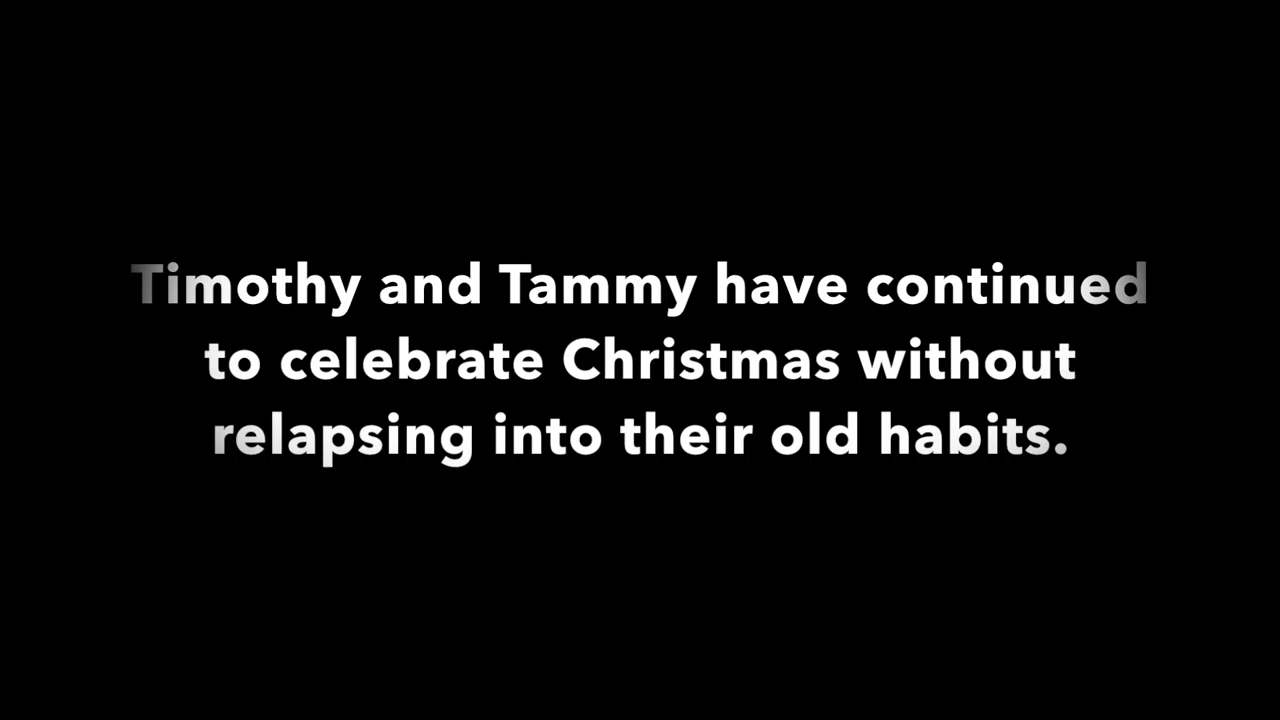 Timothy and Tammy have continued
to celebrate Christmas without
relapsing into their old habits.